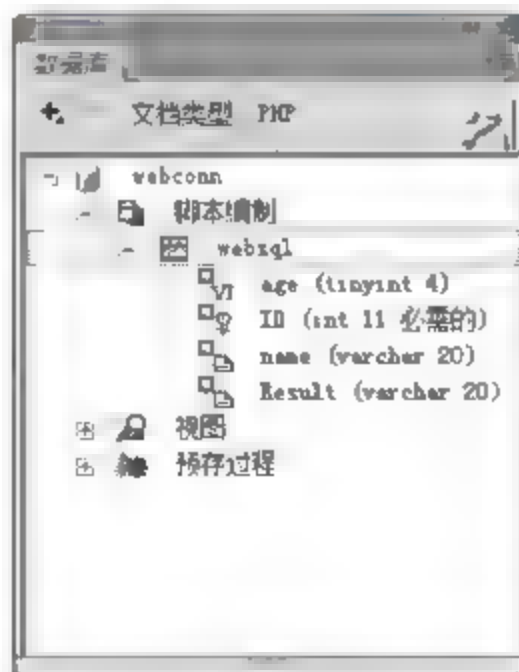 数据库
文档类型 PHP
webconn
脚本编制
websql
age (tinyint 4)
ID (int 11 必需的)
name (varchar 20)
Result (varchar 20)
视图
预存过程